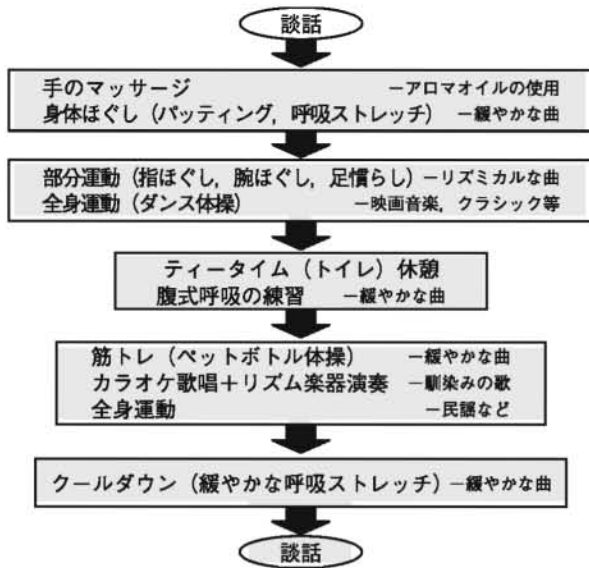 談話
手のマッサージ －アロマオイルの使用
身体ほぐし（パッティング，呼吸ストレッチ） －緩やかな曲
部分運動（指ほぐし，腕ほぐし，足慣らし）－リズミカルな曲
全身運動（ダンス体操） －映画音楽，クラシック等
ティータイム（トイレ）休憩
腹式呼吸の練習 －緩やかな曲
筋トレ（ペットボトル体操） －緩やかな曲
カラオケ歌唱＋リズム楽器演奏 －馴染みの歌
全身運動 －民謡など
クールダウン（緩やかな呼吸ストレッチ）－緩やかな曲
談話